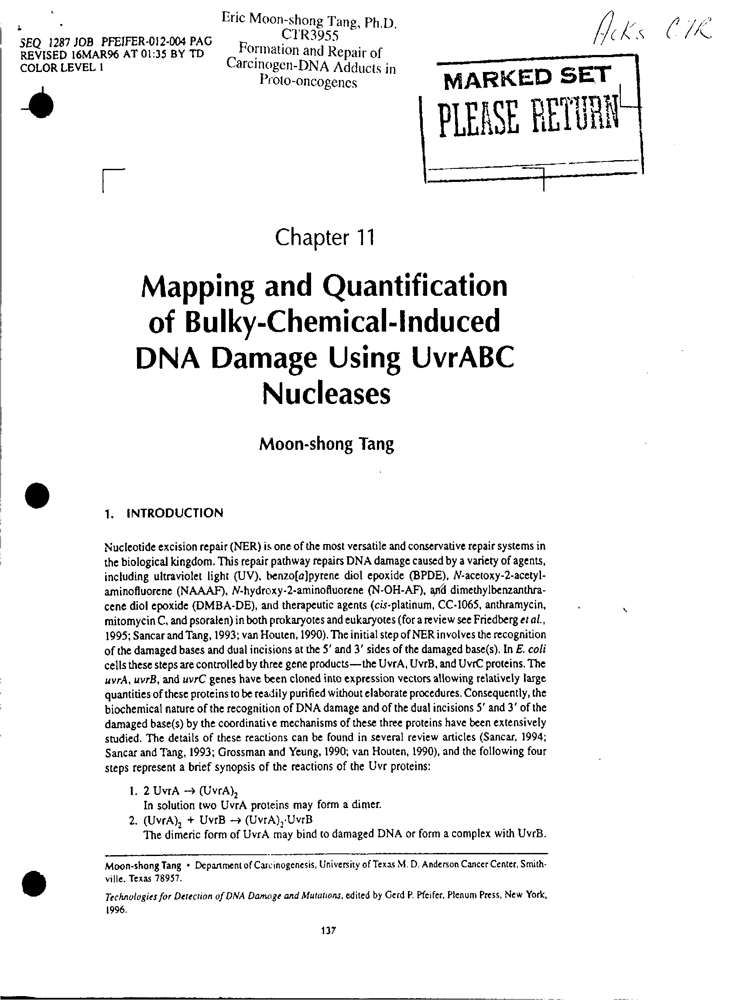 SEQ 1287 JOB PFEIFER-012-004 PAG
REVISED 16MAR96 AT 01:35 BY TD
COLOR LEVEL 1
Eric Moon-shong Tang, Ph.D.
CTR3955
Formation and Repair of
Carcinogen-DNA Adducts in
Proto-oncogenes
Acks CTR
MARKED SET
PLEASE RETURN
Chapter 11
Mapping and Quantification
of Bulky-Chemical-Induced
DNA Damage Using UvrABC
Nucleases
Moon-shong Tang
1. INTRODUCTION
Nucleotide excision repair (NER) is one of the most versatile and conservative repair systems in
the biological kingdom. This repair pathway repairs DNA damage caused by a variety of agents,
including ultraviolet light (UV), benzo[a]pyrene diol epoxide (BPDE), N-acetoxy-2-acetyl-
aminofluorene (NAAAF), N-hydroxy-2-aminofluorene (N-OH-AF), and dimethylbenzanthra-
cene diol epoxide (DMBA-DE), and therapeutic agents (cis-platinum, CC-1065, anthramycin,
mitomycin C, and psoralen) in both prokaryotes and eukaryotes (for a review see Friedberg et al.,
1995; Sancar and Tang, 1993; van Houten, 1990). The initial step of NER involves the recognition
of the damaged bases and dual incisions at the 5′ and 3′ sides of the damaged base(s). In E. coli
cells these steps are controlled by three gene products—the UvrA, UvrB, and UvrC proteins. The
uvrA, uvrB, and uvrC genes have been cloned into expression vectors allowing relatively large
quantities of these proteins to be readily purified without elaborate procedures. Consequently, the
biochemical nature of the recognition of DNA damage and of the dual incisions 5′ and 3′ of the
damaged base(s) by the coordinative mechanisms of these three proteins have been extensively
studied. The details of these reactions can be found in several review articles (Sancar, 1994;
Sancar and Tang, 1993; Grossman and Yeung, 1990; van Houten, 1990), and the following four
steps represent a brief synopsis of the reactions of the Uvr proteins:
1. 2 UvrA → (UvrA)₂
In solution two UvrA proteins may form a dimer.
2. (UvrA)₂ + UvrB → (UvrA)₂·UvrB
The dimeric form of UvrA may bind to damaged DNA or form a complex with UvrB.
Moon-shong Tang • Department of Carcinogenesis, University of Texas M. D. Anderson Cancer Center, Smith-
ville, Texas 78957.
Technologies for Detection of DNA Damage and Mutations, edited by Gerd P. Pfeifer, Plenum Press, New York,
1996.
137